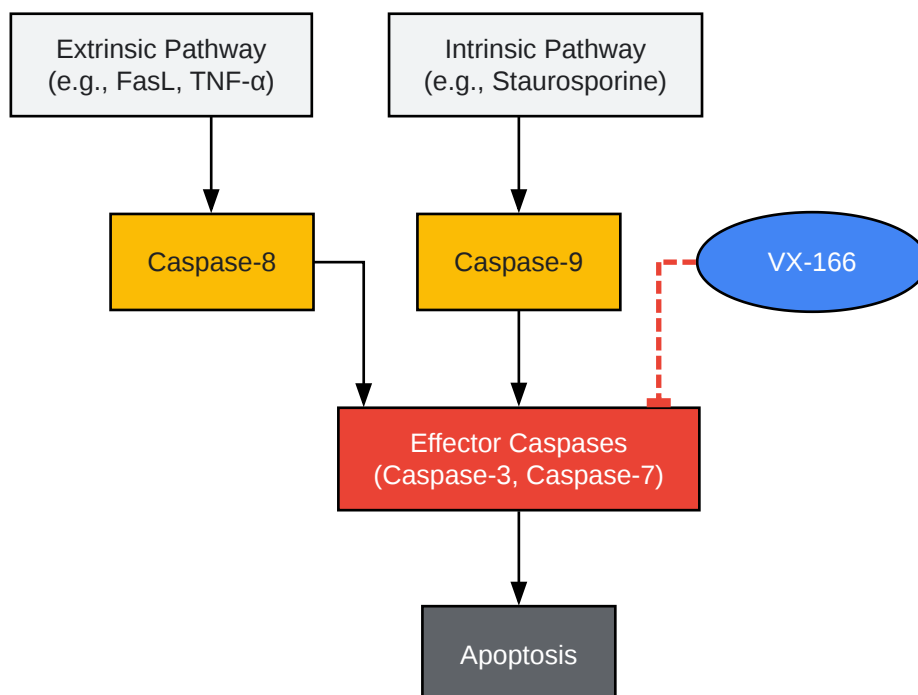 Extrinsic Pathway
(e.g., FasL, TNF-α)
Intrinsic Pathway
(e.g., Staurosporine)
Caspase-8
Caspase-9
VX-166
Effector Caspases
(Caspase-3, Caspase-7)
Apoptosis